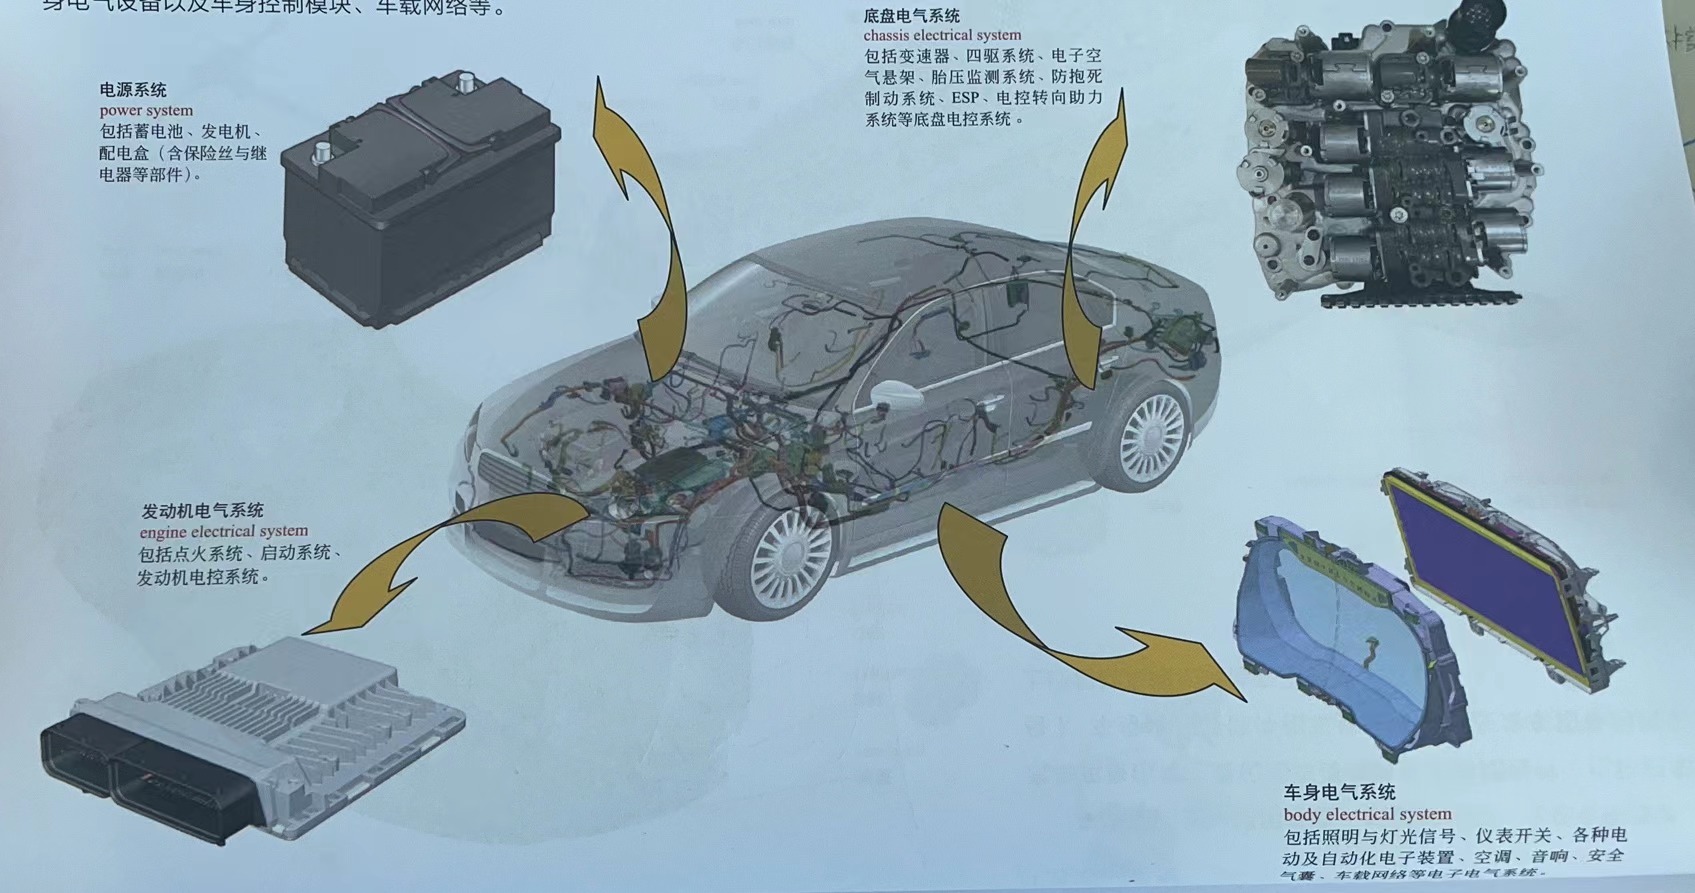 身电气设备以及车身控制模块、车载网络等。
电源系统
power system
包括蓄电池、发电机、
配电盒（含保险丝与继
电器等部件）。
底盘电气系统
chassis electrical system
包括变速器、四驱系统、电子空
气悬架、胎压监测系统、防抱死
制动系统、ESP、电控转向助力
系统等底盘电控系统。
发动机电气系统
engine electrical system
包括点火系统、启动系统、
发动机电控系统。
车身电气系统
body electrical system
包括照明与灯光信号、仪表开关、各种电
动及自动化电子装置、空调、音响、安全
气囊、车载网络等电子电气系统。